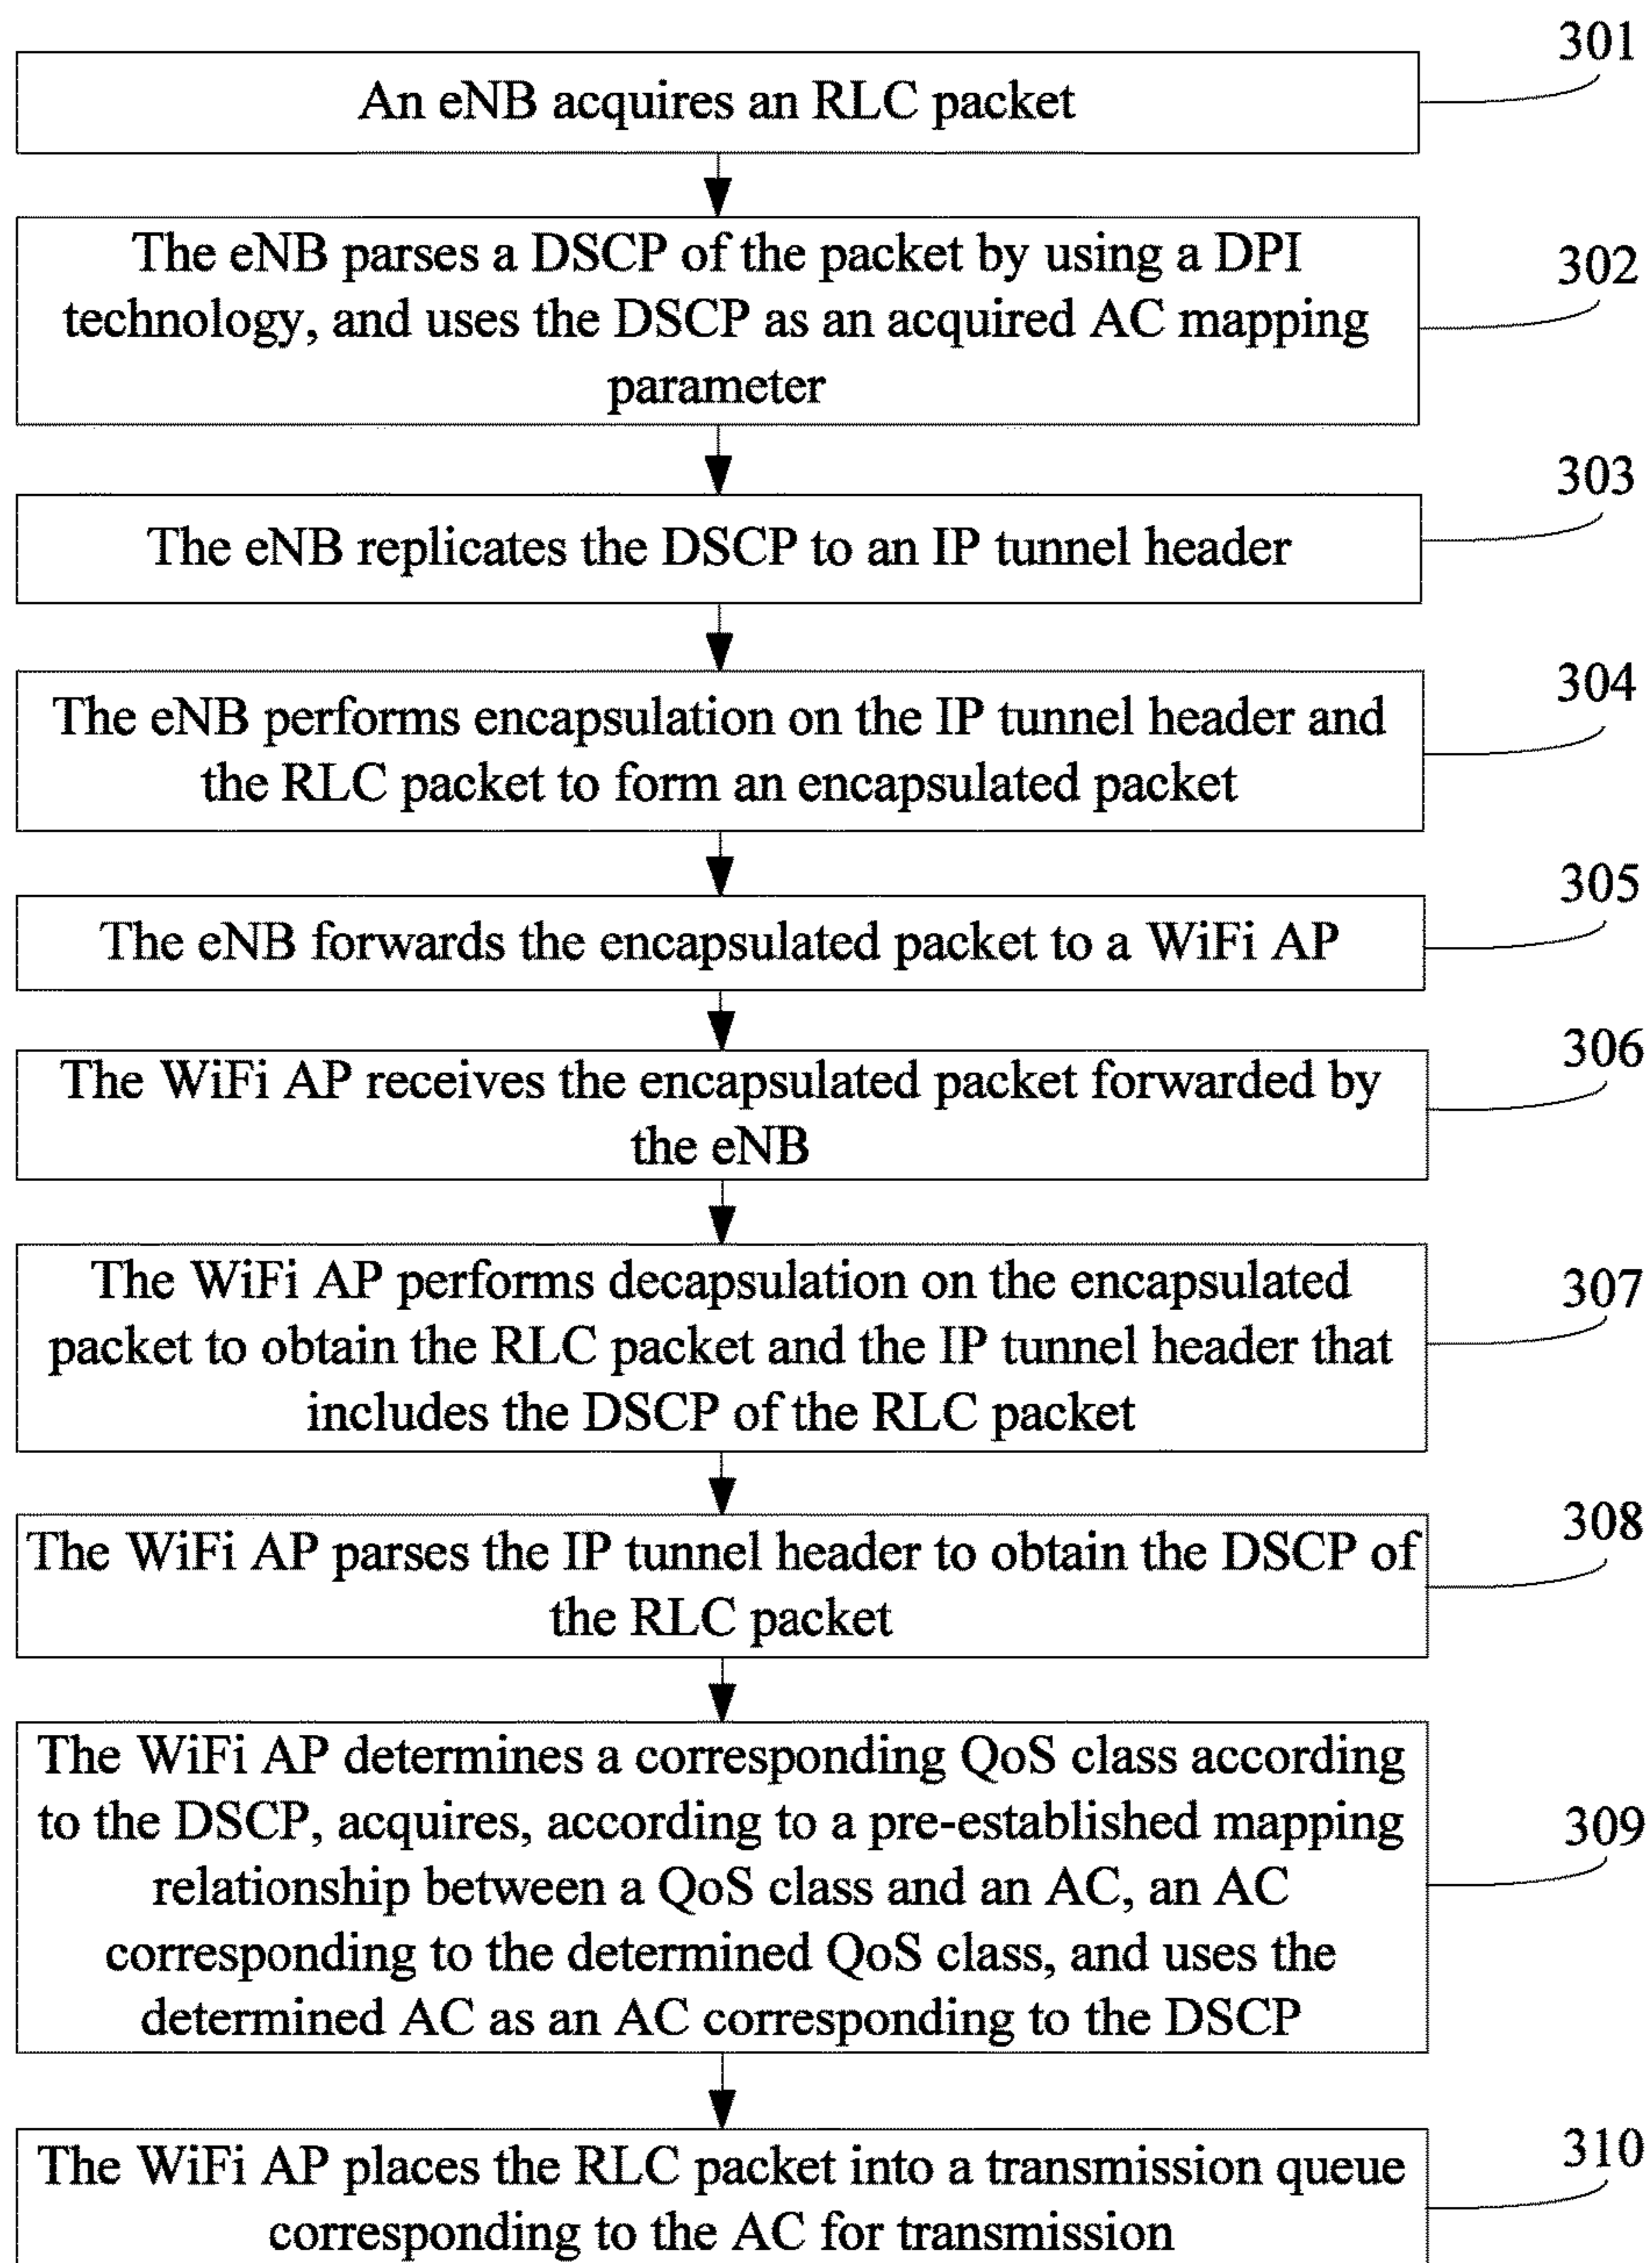 301
An eNB acquires an RLC packet
302
The eNB parses a DSCP of the packet by using a DPI
technology, and uses the DSCP as an acquired AC mapping
parameter
303
The eNB replicates the DSCP to an IP tunnel header
304
The eNB performs encapsulation on the IP tunnel header and
the RLC packet to form an encapsulated packet
305
The eNB forwards the encapsulated packet to a WiFi AP
306
The WiFi AP receives the encapsulated packet forwarded by
the eNB
307
The WiFi AP performs decapsulation on the encapsulated
packet to obtain the RLC packet and the IP tunnel header that
includes the DSCP of the RLC packet
308
The WiFi AP parses the IP tunnel header to obtain the DSCP of
the RLC packet
309
The WiFi AP determines a corresponding QoS class according
to the DSCP, acquires, according to a pre-established mapping
relationship between a QoS class and an AC, an AC
corresponding to the determined QoS class, and uses the
determined AC as an AC corresponding to the DSCP
310
The WiFi AP places the RLC packet into a transmission queue
corresponding to the AC for transmission